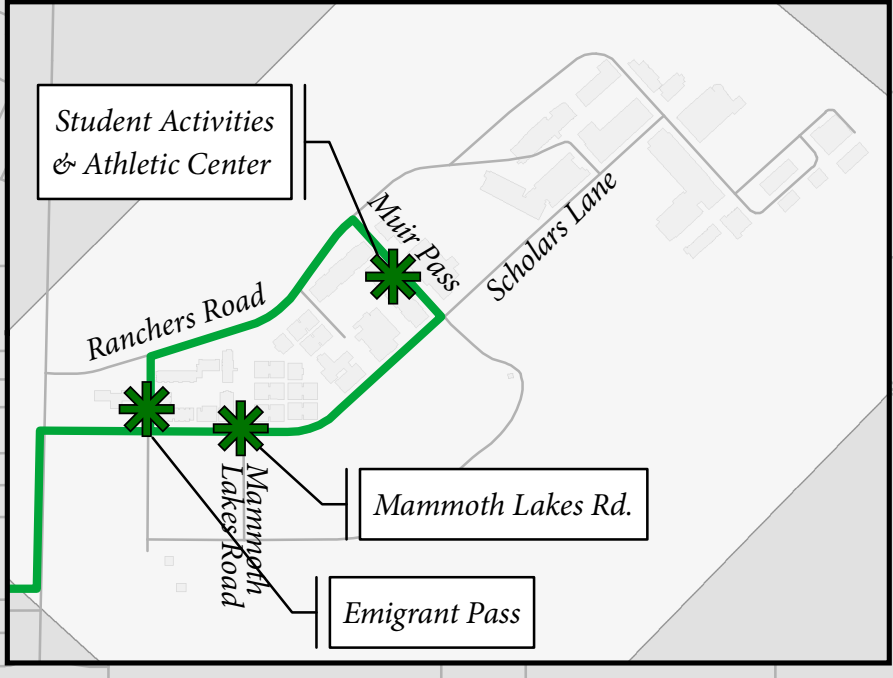 Student Activities
& Athletic Center
Muir Pass
Scholars Lane
Ranchers Road
Mammoth
Lakes Road
Mammoth Lakes Rd.
Emigrant Pass